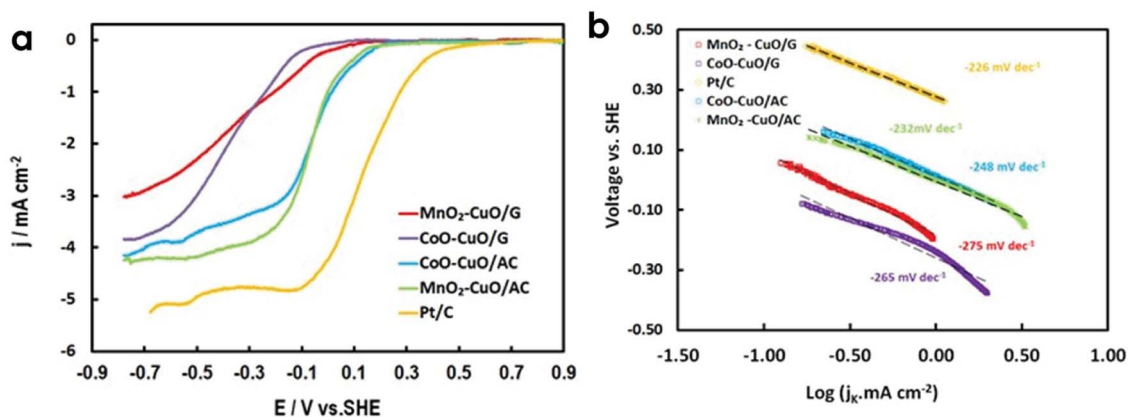 a
0
-1
-2
-3
-4
-5
-6
j / mA cm⁻²
MnO₂-CuO/G
CoO-CuO/G
CoO-CuO/AC
MnO₂-CuO/AC
Pt/C
-0.9 -0.7 -0.5 -0.3 -0.1 0.1 0.3 0.5 0.7 0.9
E / V vs.SHE
b
0.50
0.30
0.10
-0.10
-0.30
-0.50
Voltage vs. SHE
MnO₂ - CuO/G
CoO-CuO/G
Pt/C
CoO-CuO/AC
MnO₂ -CuO/AC
-226 mV dec⁻¹
-232mV dec⁻¹
-248 mV dec⁻¹
-275 mV dec⁻¹
-265 mV dec⁻¹
-1.50 -1.00 -0.50 0.00 0.50 1.00
Log (jₖ.mA cm⁻²)